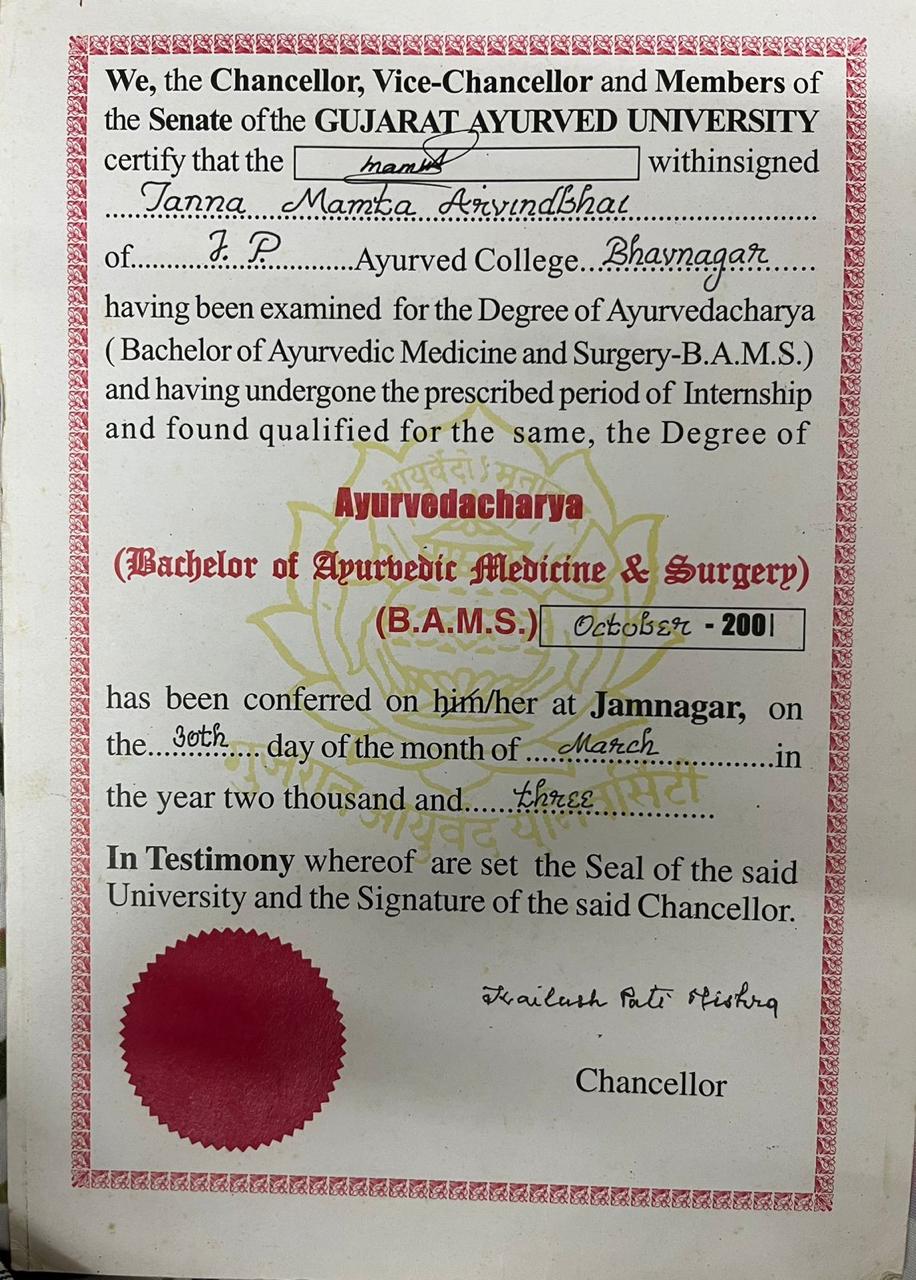 We, the Chancellor, Vice-Chancellor and Members of
the Senate of the GUJARAT AYURVED UNIVERSITY
certify that the mamta withinsigned
Tanna Mamta Arvindbhai
of J. P. Ayurved College Bhavnagar
having been examined for the Degree of Ayurvedacharya
( Bachelor of Ayurvedic Medicine and Surgery-B.A.M.S.)
and having undergone the prescribed period of Internship
and found qualified for the same, the Degree of
आयुर्वेदोऽमृतानाम्
Ayurvedacharya
(Bachelor of Ayurvedic Medicine & Surgery)
(B.A.M.S.) October - 2001
has been conferred on him/her at Jamnagar, on
the 30th day of the month of March in
the year two thousand and three
गुजरात आयुर्वेद युनिवर्सिटी
In Testimony whereof are set the Seal of the said
University and the Signature of the said Chancellor.
Kailash Pati Mishra
Chancellor